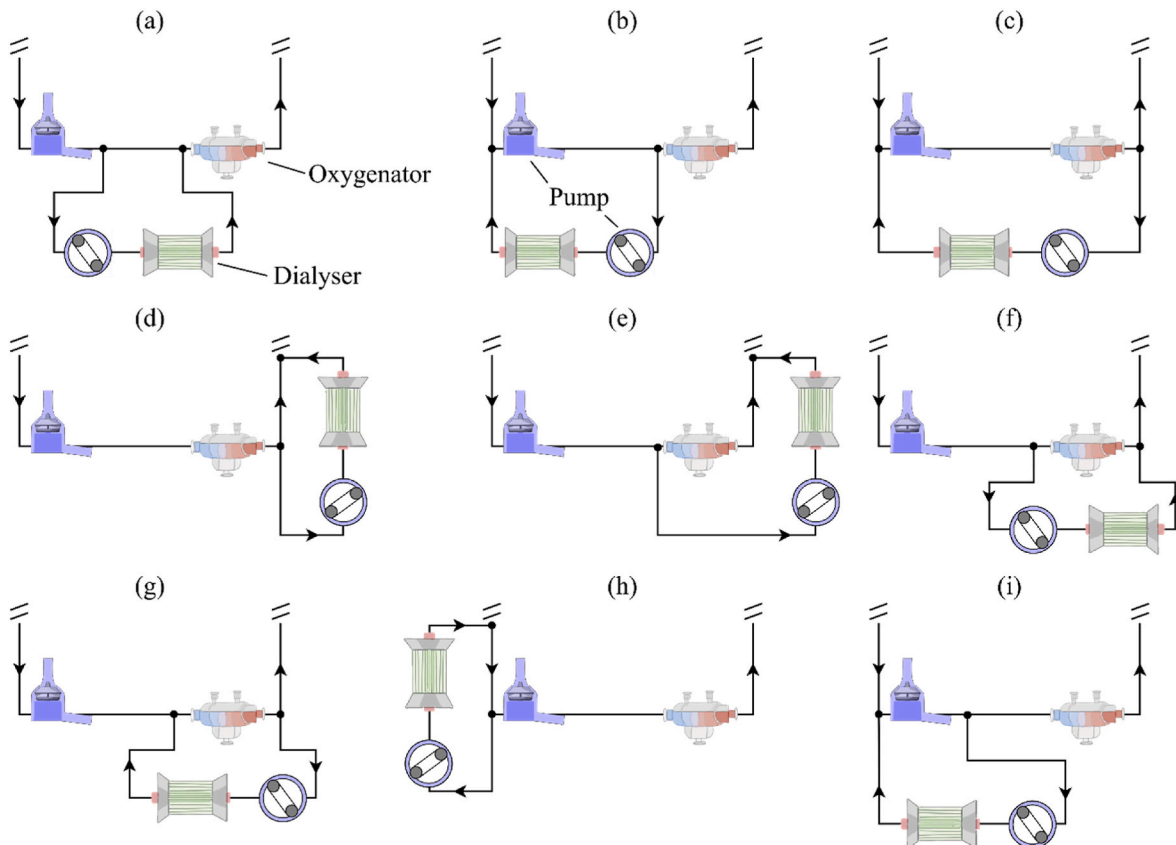 (a)
(b)
(c)
Oxygenator
Pump
Dialyser
(d)
(e)
(f)
(g)
(h)
(i)